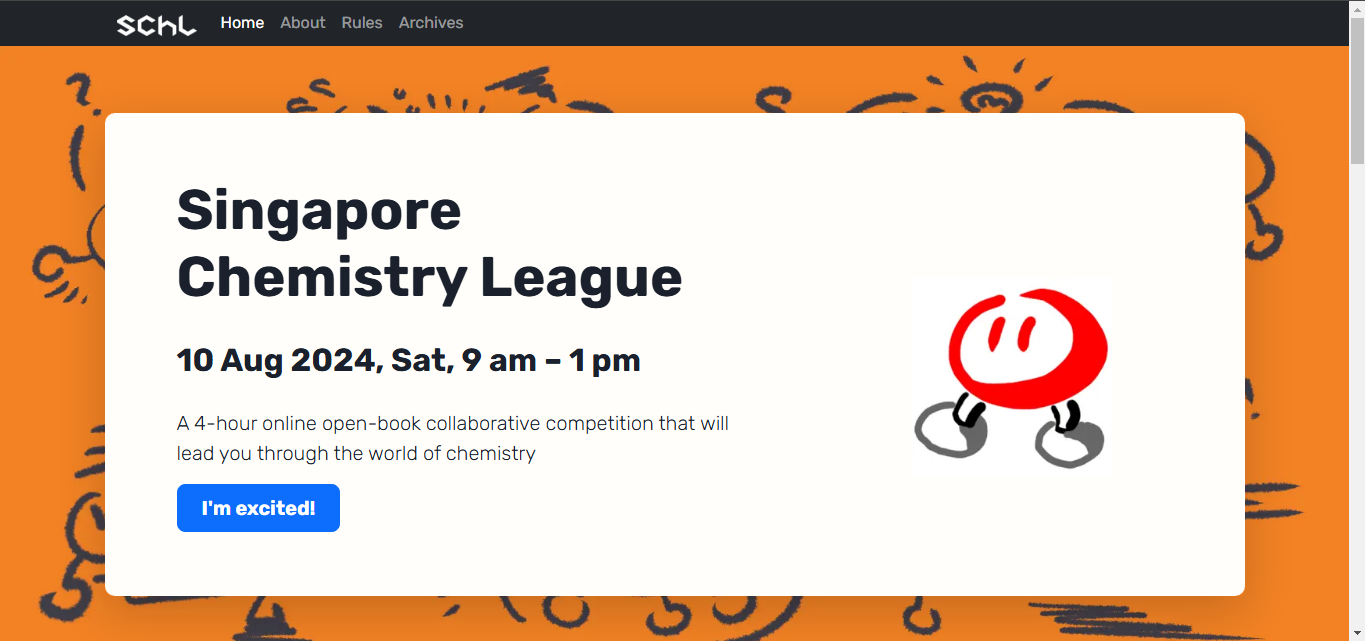 SChL Home About Rules Archives
Singapore
Chemistry League
10 Aug 2024, Sat, 9 am – 1 pm
A 4-hour online open-book collaborative competition that will
lead you through the world of chemistry
I'm excited!